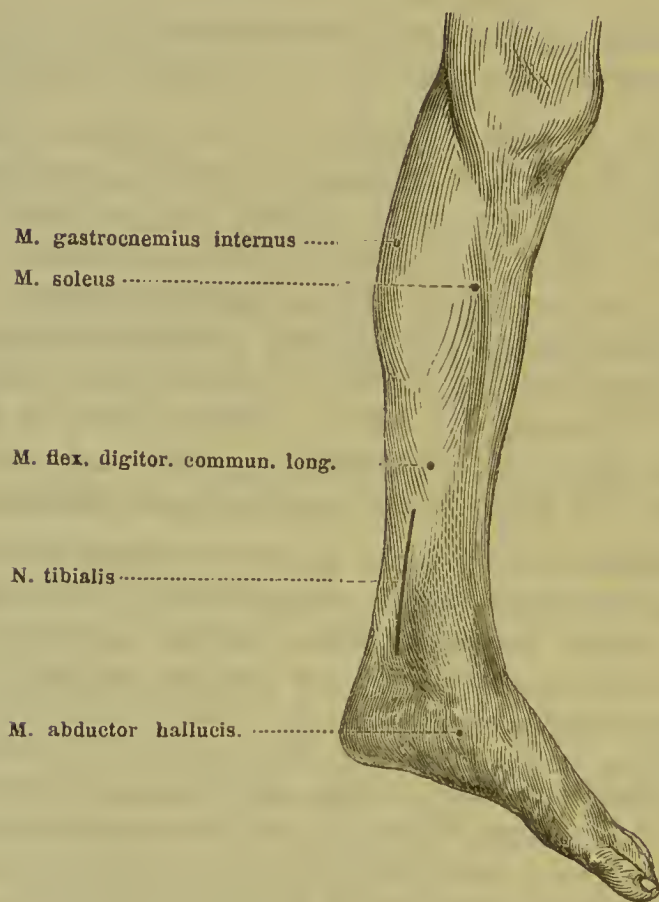 M. gastrocnemius internus
M. soleus
M. flex. digitor. commun. long.
N. tibialis
M. abductor hallucis.